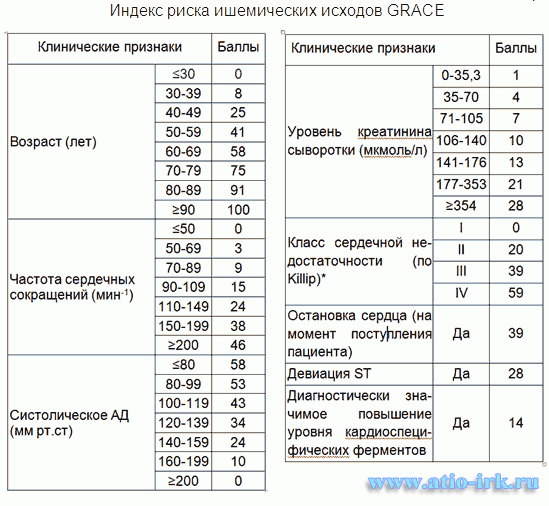 Индекс риска ишемических исходов GRACE
Клинические признаки Баллы
Возраст (лет)
≤30 0
30-39 8
40-49 25
50-59 41
60-69 58
70-79 75
80-89 91
≥90 100
Частота сердечных
сокращений (мин⁻¹)
≤50 0
50-69 3
70-89 9
90-109 15
110-149 24
150-199 38
≥200 46
Систолическое АД
(мм рт.ст)
≤80 58
80-99 53
100-119 43
120-139 34
140-159 24
160-199 10
≥200 0
Клинические признаки Баллы
Уровень креатинина
сыворотки (мкмоль/л)
0-35,3 1
35-70 4
71-105 7
106-140 10
141-176 13
177-353 21
≥354 28
Класс сердечной не-
достаточности (по
Killip)*
I 0
II 20
III 39
IV 59
Остановка сердца (на
момент поступления
пациента)
Да 39
Девиация ST Да 28
Диагностически зна-
чимое повышение
уровня кардиоспеци-
фических ферментов
Да 14
www.atio-irk.ru